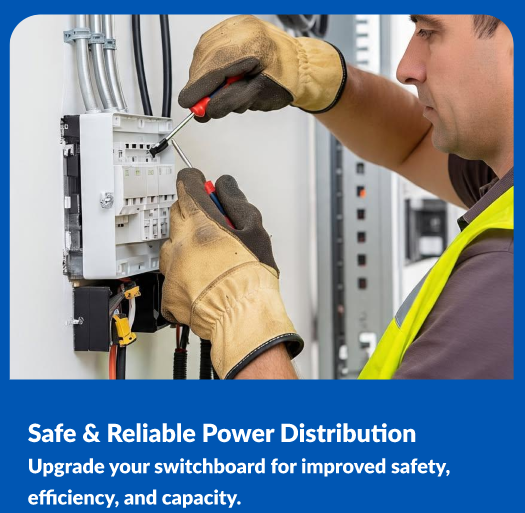 Safe & Reliable Power Distribution
Upgrade your switchboard for improved safety,
efficiency, and capacity.